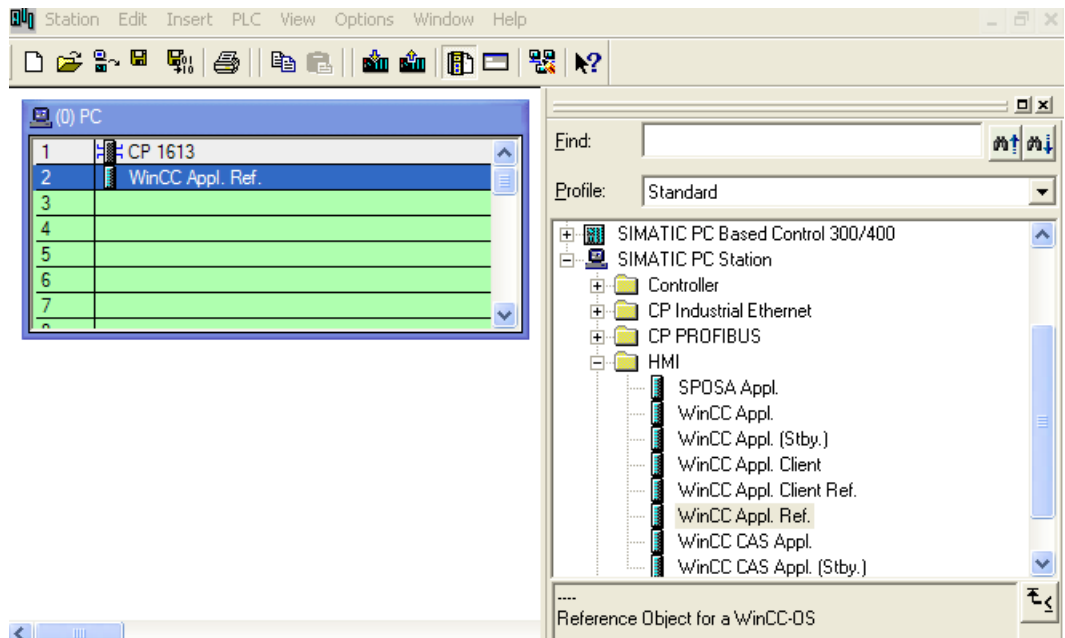 Station Edit Insert PLC View Options Window Help
(0) PC
1 CP 1613
2 WinCC Appl. Ref.
3
4
5
6
7
Find:
Profile: Standard
SIMATIC PC Based Control 300/400
SIMATIC PC Station
Controller
CP Industrial Ethernet
CP PROFIBUS
HMI
SPOSA Appl.
WinCC Appl.
WinCC Appl. (Stby.)
WinCC Appl. Client
WinCC Appl. Client Ref.
WinCC Appl. Ref.
WinCC CAS Appl.
WinCC CAS Appl. (Stby.)
----
Reference Object for a WinCC-OS